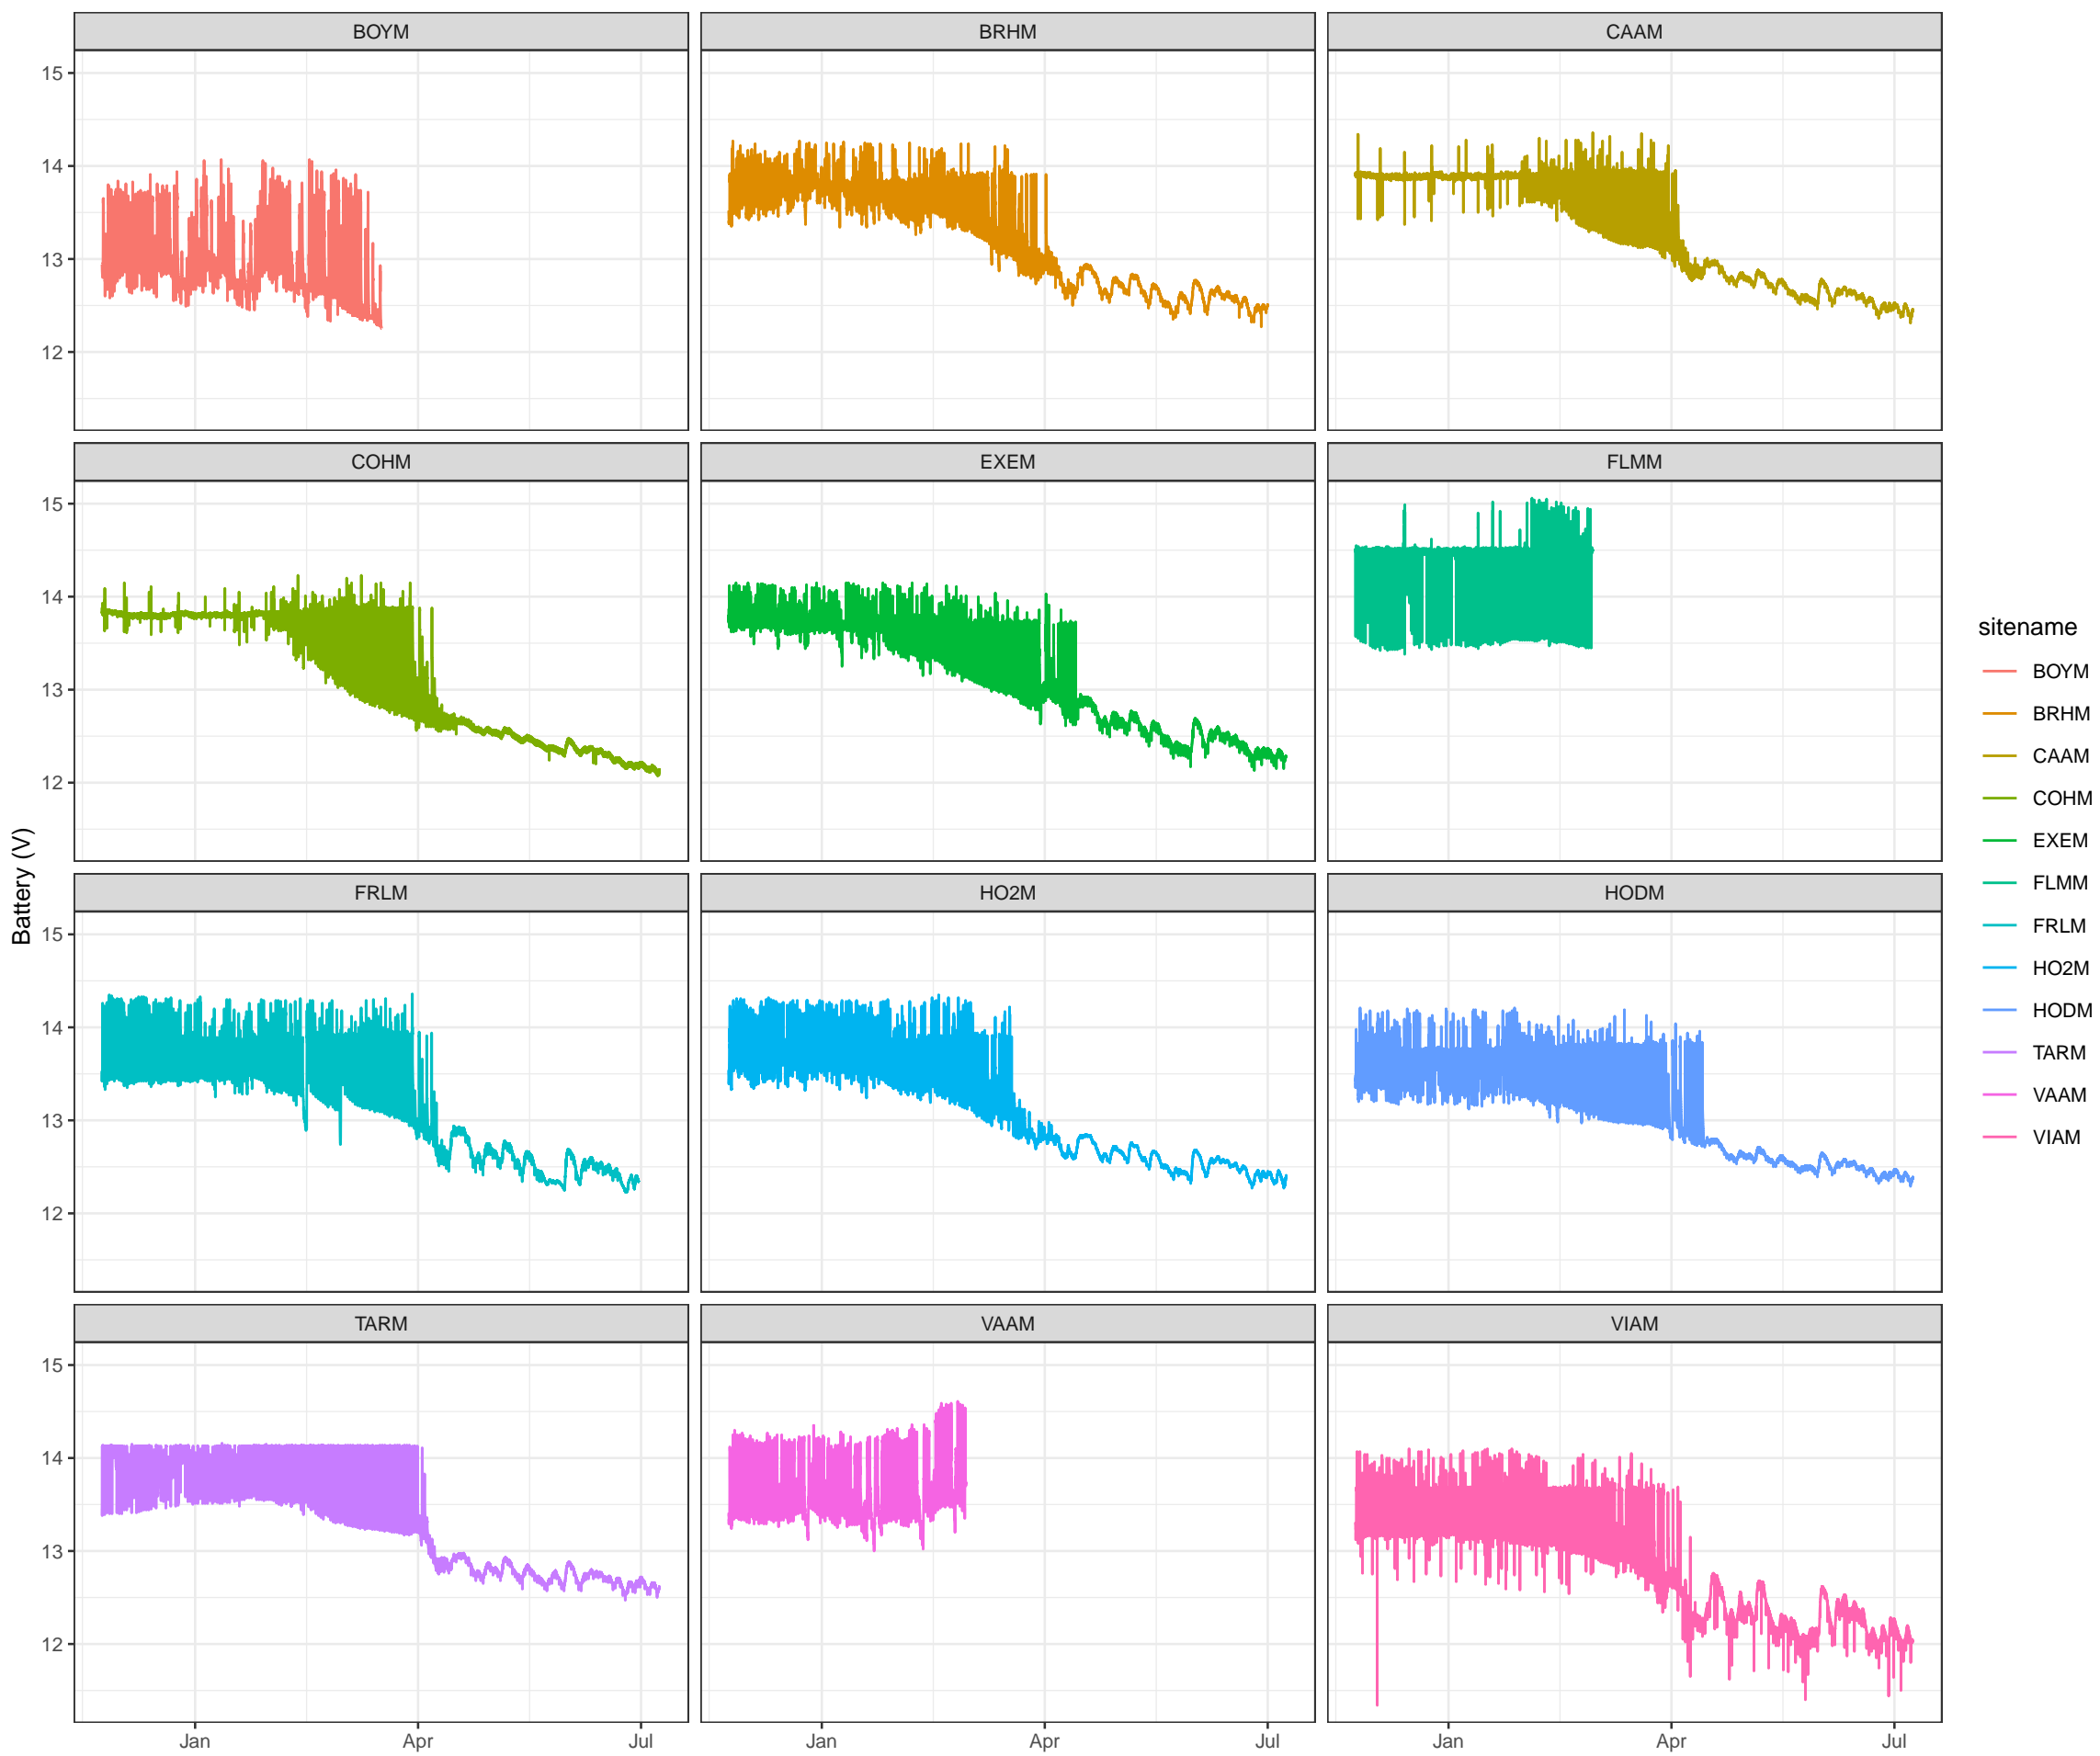 BOYM BRHM CAAM
15
14
13
12
COHM EXEM FLMM
15
14
13
12
FRLM HO2M HODM
15
14
13
12
TARM VAAM VIAM
15
14
13
12
Jan Apr Jul Jan Apr Jul Jan Apr Jul
Battery (V)
sitename
BOYM
BRHM
CAAM
COHM
EXEM
FLMM
FRLM
HO2M
HODM
TARM
VAAM
VIAM